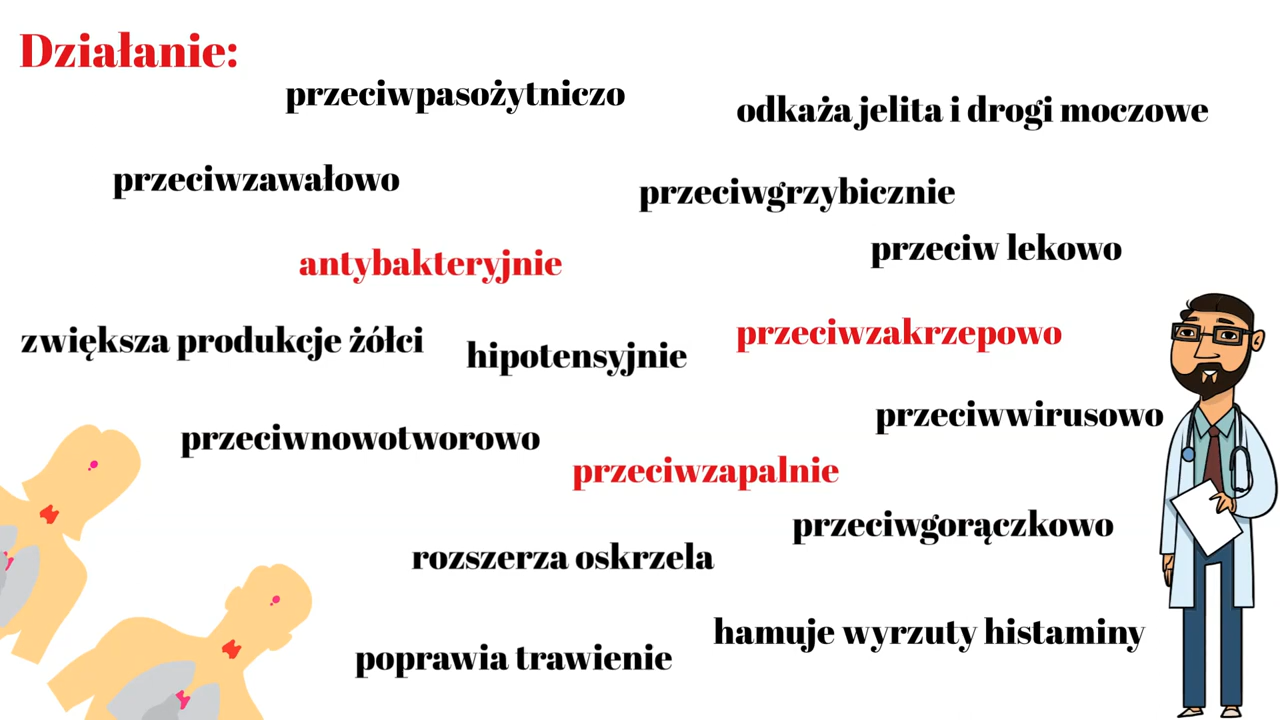 Działanie:
przeciwpasożytniczo
odkaża jelita i drogi moczowe
przeciwzawałowo
przeciwgrzybicznie
przeciw lekowo
antybakteryjnie
przeciwzakrzepowo
zwiększa produkcje żółci
hipotensyjnie
przeciwwirusowo
przeciwnowotworowo
przeciwzapalnie
przeciwgorączkowo
rozszerza oskrzela
hamuje wyrzuty histaminy
poprawia trawienie